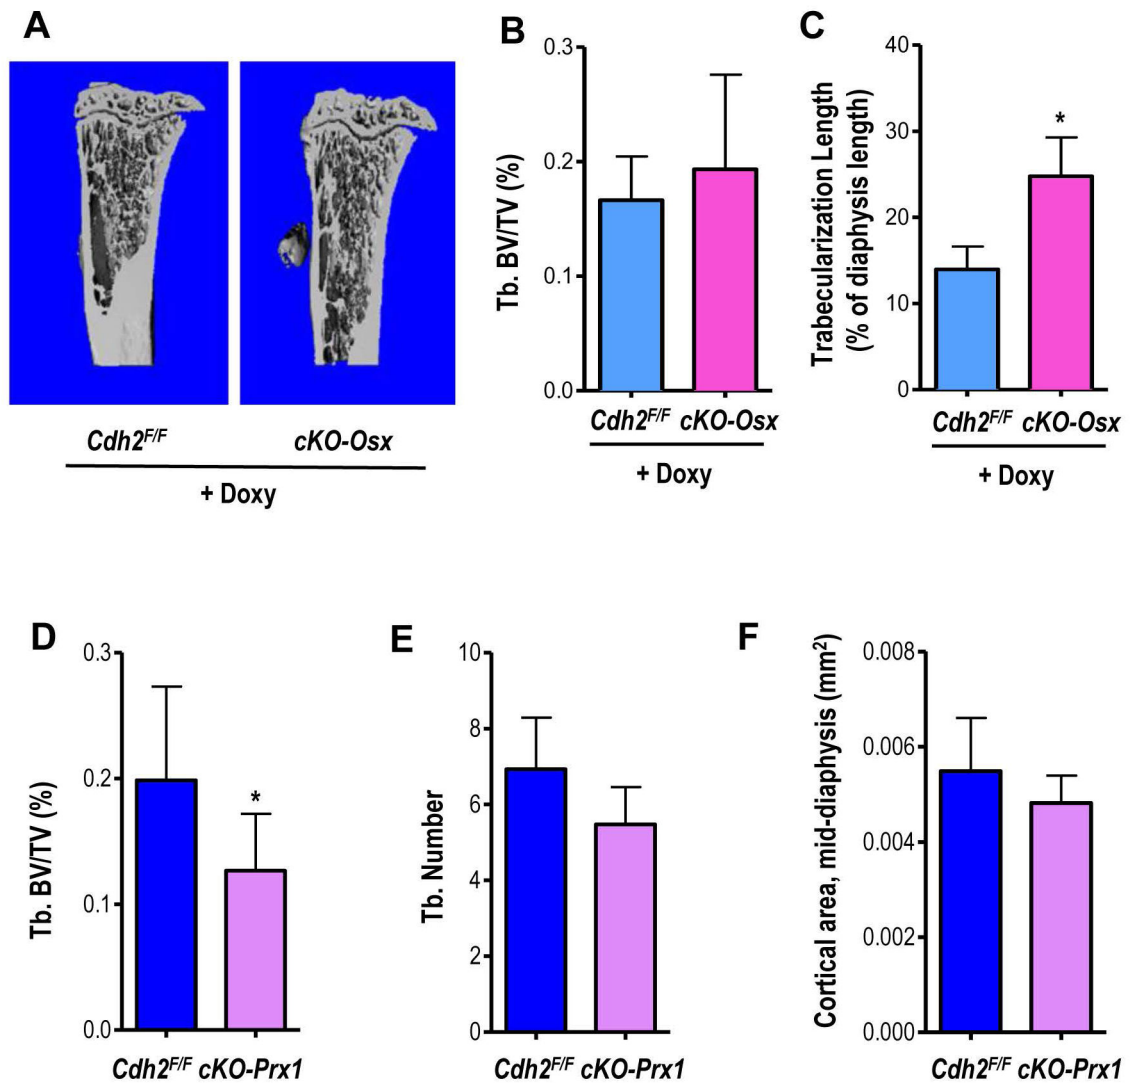 A
Cdh2F/F
cKO-Osx
+ Doxy
B
Tb. BV/TV (%)
0.3
0.2
0.1
0.0
Cdh2F/F cKO-Osx
+ Doxy
C
Trabecularization Length
(% of diaphysis length)
40
30
20
10
0
*
Cdh2F/F cKO-Osx
+ Doxy
D
Tb. BV/TV (%)
0.3
0.2
0.1
0.0
*
Cdh2F/F cKO-Prx1
E
Tb. Number
10
8
6
4
2
0
Cdh2F/F cKO-Prx1
F
Cortical area, mid-diaphysis (mm2)
0.008
0.006
0.004
0.002
0.000
Cdh2F/F cKO-Prx1